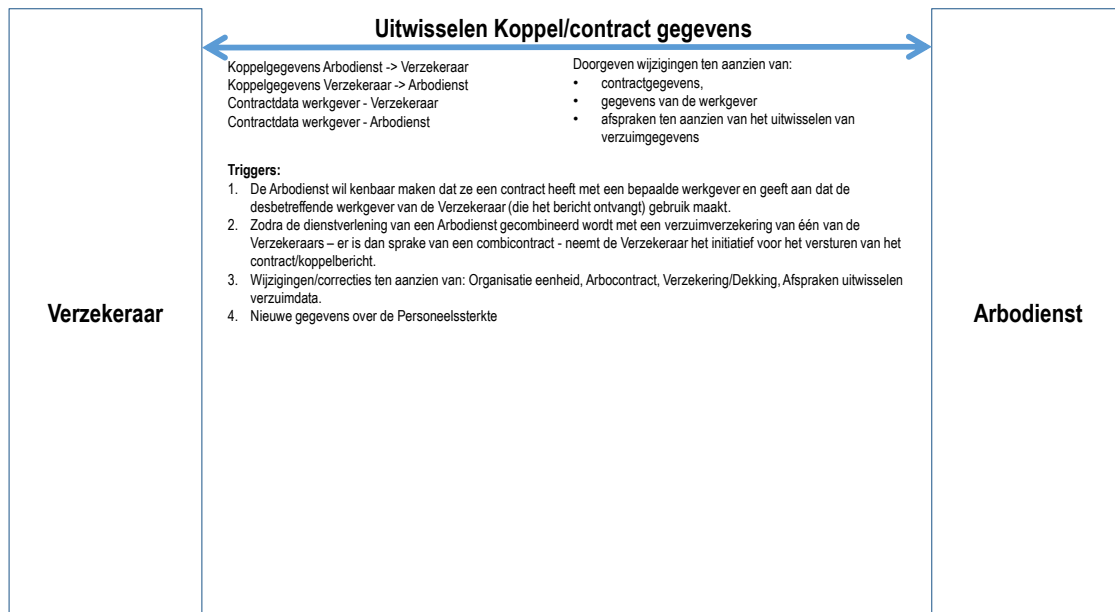 Uitwisselen Koppel/contract gegevens
Koppelgegevens Arbodienst -> Verzekeraar
Koppelgegevens Verzekeraar -> Arbodienst
Contractdata werkgever - Verzekeraar
Contractdata werkgever - Arbodienst
Doorgeven wijzigingen ten aanzien van:
• contractgegevens,
• gegevens van de werkgever
• afspraken ten aanzien van het uitwisselen van
verzuimgegevens
Triggers:
1. De Arbodienst wil kenbaar maken dat ze een contract heeft met een bepaalde werkgever en geeft aan dat de
desbetreffende werkgever van de Verzekeraar (die het bericht ontvangt) gebruik maakt.
2. Zodra de dienstverlening van een Arbodienst gecombineerd wordt met een verzuimverzekering van één van de
Verzekeraars – er is dan sprake van een combicontract - neemt de Verzekeraar het initiatief voor het versturen van het
contract/koppelbericht.
3. Wijzigingen/correcties ten aanzien van: Organisatie eenheid, Arbocontract, Verzekering/Dekking, Afspraken uitwisselen
verzuimdata.
4. Nieuwe gegevens over de Personeelssterkte
Verzekeraar
Arbodienst